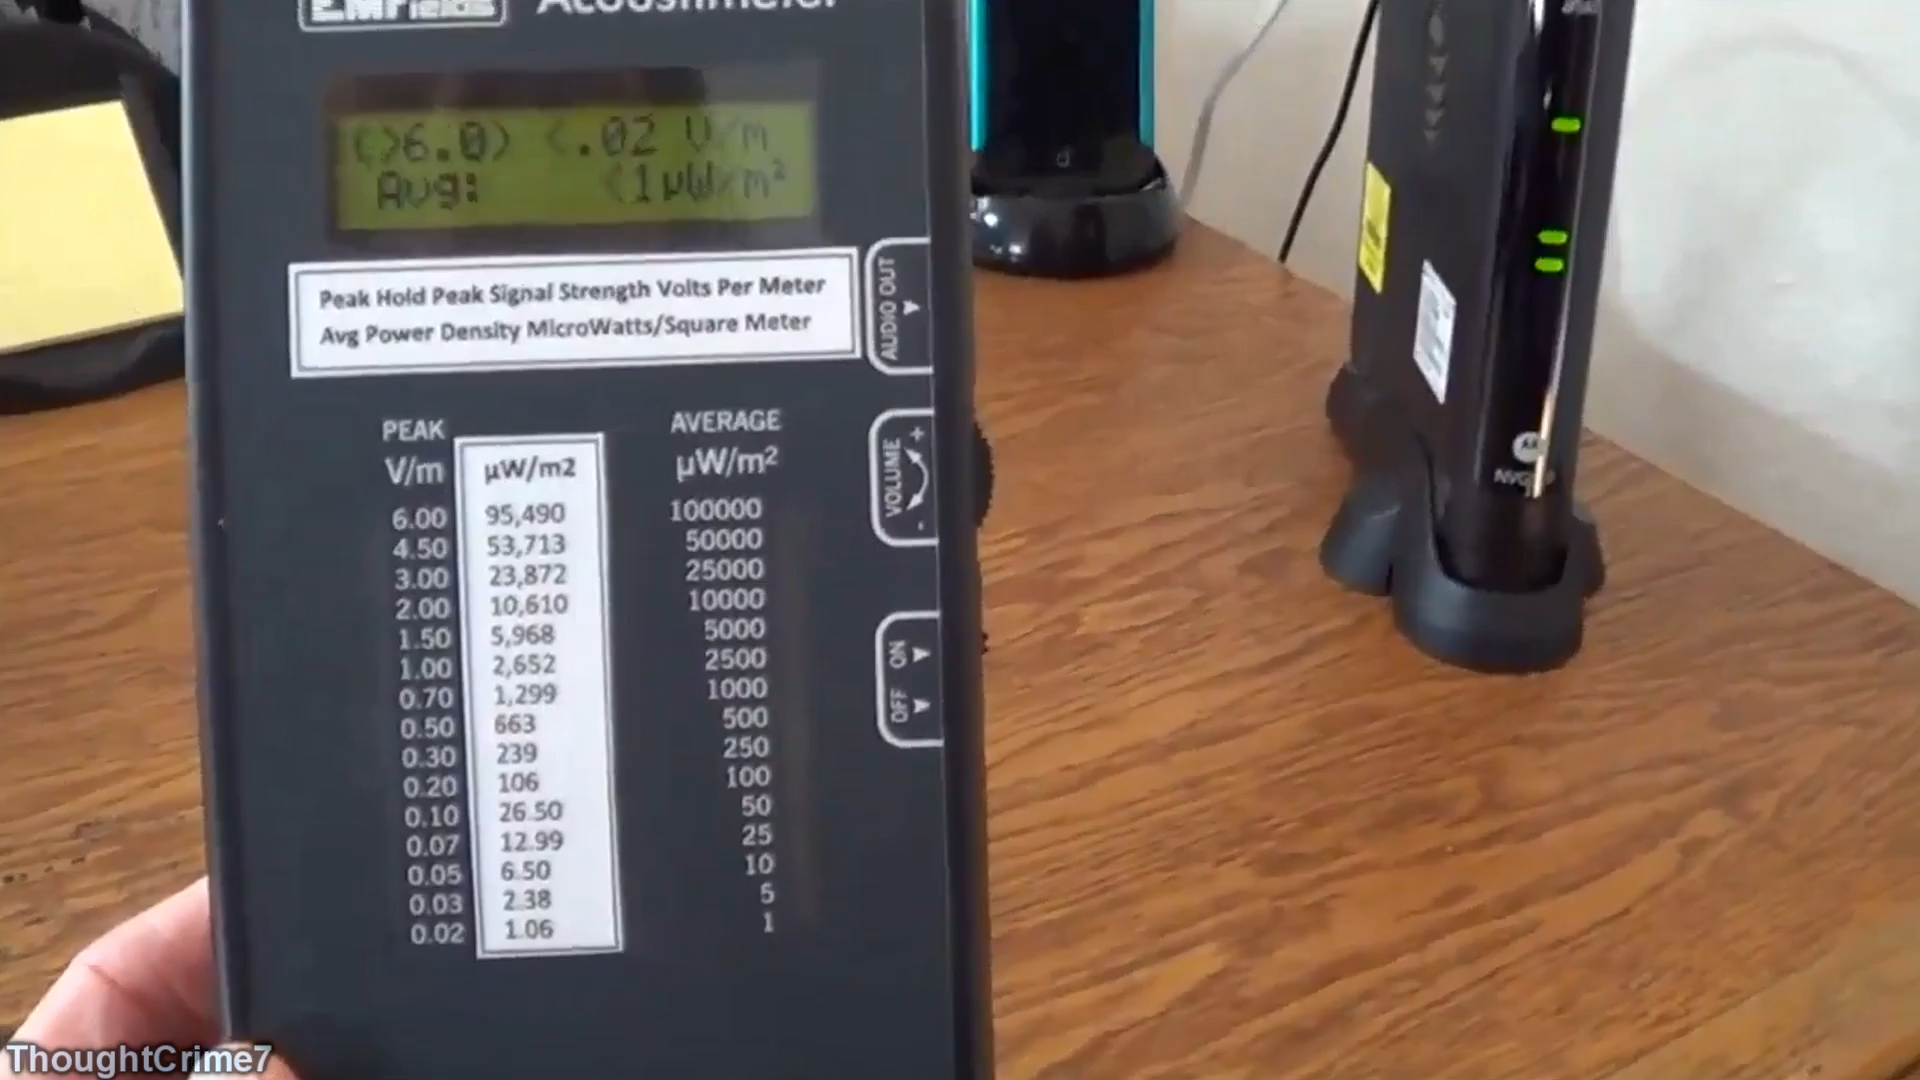 EMFields Acoustimeter
(>6.0) <.02 V/m
Avg: <1µW/m²
Peak Hold Peak Signal Strength Volts Per Meter
Avg Power Density MicroWatts/Square Meter
AUDIO OUT
PEAK AVERAGE
V/m µW/m2 µW/m2
6.00 95,490 100000
4.50 53,713 50000
3.00 23,872 25000
2.00 10,610 10000
1.50 5,968 5000
1.00 2,652 2500
0.70 1,299 1000
0.50 663 500
0.30 239 250
0.20 106 100
0.10 26.50 50
0.07 12.99 25
0.05 6.50 10
0.03 2.38 5
0.02 1.06 1
VOLUME - +
OFF ON
ThoughtCrime7